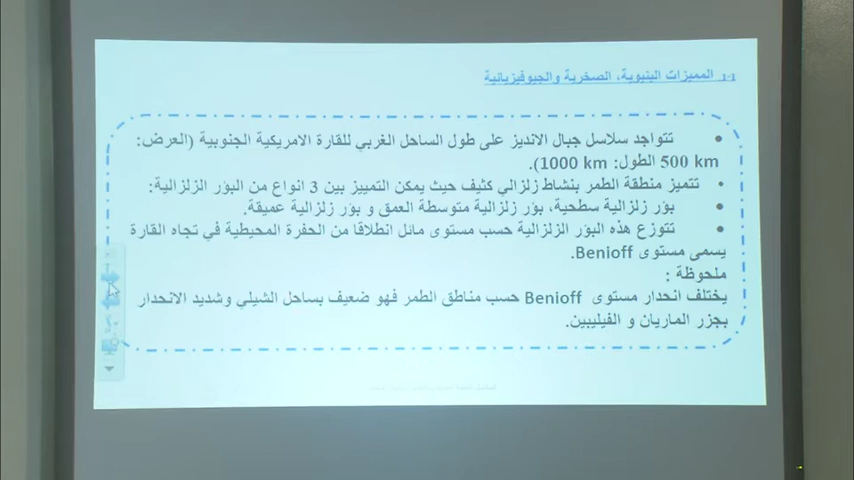 1-1 المميزات البنيوية، الصخرية والجيوفيزيائية
• تتواجد سلاسل جبال الانديز على طول الساحل الغربي للقارة الامريكية الجنوبية (العرض:
500 km الطول: 1000 km).
• تتميز منطقة الطمر بنشاط زلزالي كثيف حيث يمكن التمييز بين 3 انواع من البؤر الزلزالية:
• بؤر زلزالية سطحية، بؤر زلزالية متوسطة العمق و بؤر زلزالية عميقة.
• تتوزع هذه البؤر الزلزالية حسب مستوى مائل انطلاقا من الحفرة المحيطية في تجاه القارة
يسمى مستوى Benioff.
ملحوظة :
يختلف انحدار مستوى Benioff حسب مناطق الطمر فهو ضعيف بساحل الشيلي وشديد الانحدار
بجزر الماريان و الفيليبين.